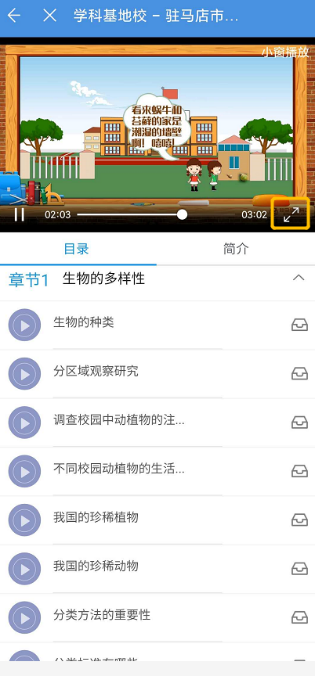 学科基地校 - 驻马店市...
小窗播放
看来蜗牛和
苔藓的家是
潮湿的墙壁
啊！嘻嘻！
02:03
03:02
目录
简介
章节1 生物的多样性
生物的种类
分区域观察研究
调查校园中动植物的注...
不同校园动植物的生活...
我国的珍稀植物
我国的珍稀动物
分类方法的重要性